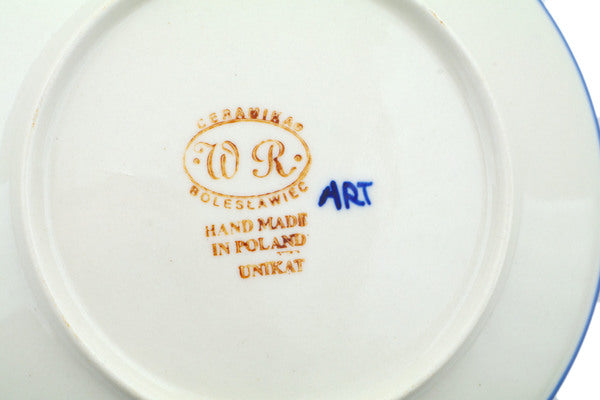 CERAMIKA
W R
BOLESŁAWIEC
ART
HAND MADE
IN POLAND
UNIKAT